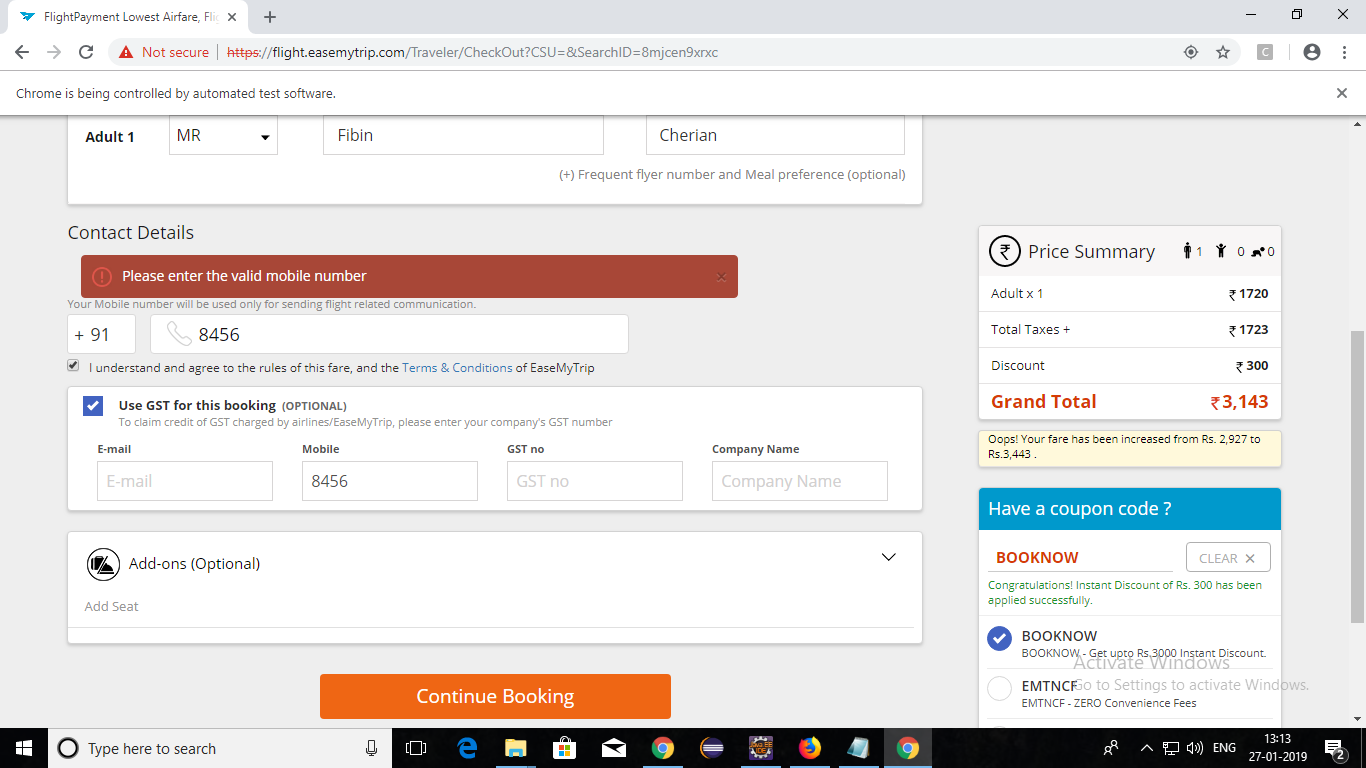 FlightPayment Lowest Airfare, Fli
Not secure
https://flight.easemytrip.com/Traveler/CheckOut?CSU=&SearchID=8mjcen9xrxc
C
Chrome is being controlled by automated test software.
Adult 1
MR
Fibin
Cherian
(+) Frequent flyer number and Meal preference (optional)
Contact Details
Please enter the valid mobile number
Your Mobile number will be used only for sending flight related communication.
+ 91
8456
I understand and agree to the rules of this fare, and the Terms & Conditions of EaseMyTrip
Use GST for this booking (OPTIONAL)
To claim credit of GST charged by airlines/EaseMyTrip, please enter your company's GST number
E-mail Mobile GST no Company Name
E-mail 8456 GST no Company Name
Add-ons (Optional)
Add Seat
Continue Booking
₹ Price Summary 1 0 0
Adult x 1 ₹ 1720
Total Taxes + ₹ 1723
Discount ₹ 300
Grand Total ₹ 3,143
Oops! Your fare has been increased from Rs. 2,927 to
Rs.3,443 .
Have a coupon code ?
BOOKNOW CLEAR ✕
Congratulations! Instant Discount of Rs. 300 has been
applied successfully.
BOOKNOW
BOOKNOW - Get upto Rs.3000 Instant Discount.
Activate Windows
EMTNCF
Go to Settings to activate Windows.
EMTNCF - ZERO Convenience Fees
Type here to search
JAVA EE
IDE
ENG
13:13
27-01-2019
2